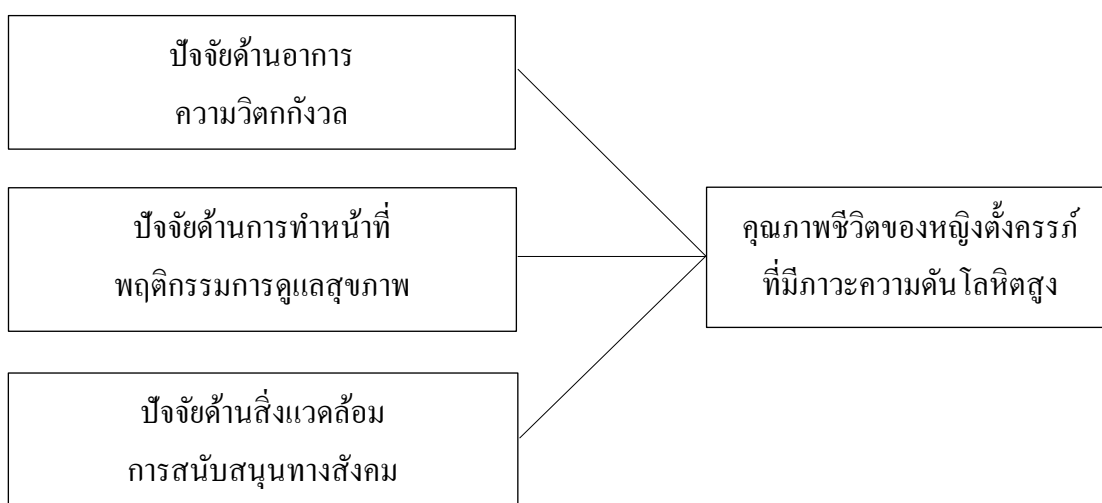 ปัจจัยด้านอาการ
ความวิตกกังวล
ปัจจัยด้านการทำหน้าที่
พฤติกรรมการดูแลสุขภาพ
ปัจจัยด้านสิ่งแวดล้อม
การสนับสนุนทางสังคม
คุณภาพชีวิตของหญิงตั้งครรภ์
ที่มีภาวะความดันโลหิตสูง